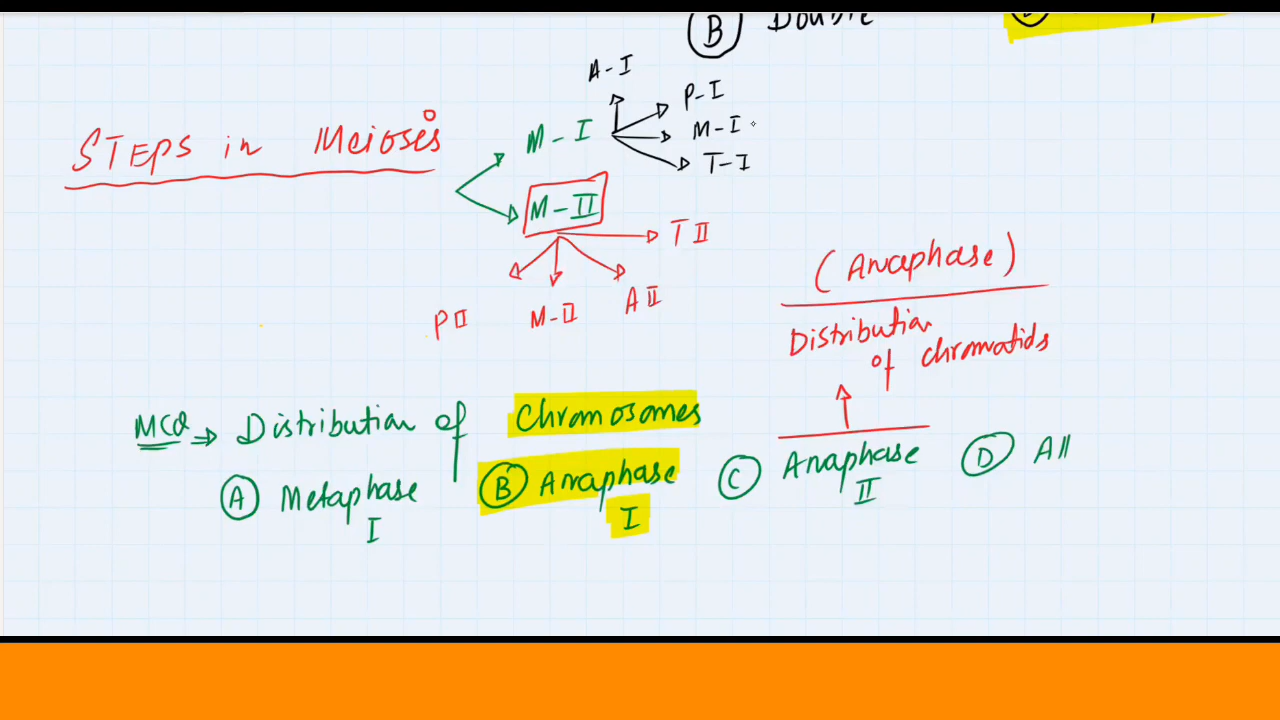 B Double
A-I
P-I
STEPS in Meiosis
M-I
M-I
T-I
M-II
T II
P II
M-II
A II
(Anaphase)
Distribution
of chromatids
MCQ ⇒ Distribution of Chromosomes
A Metaphase I
B Anaphase I
C Anaphase II
D All